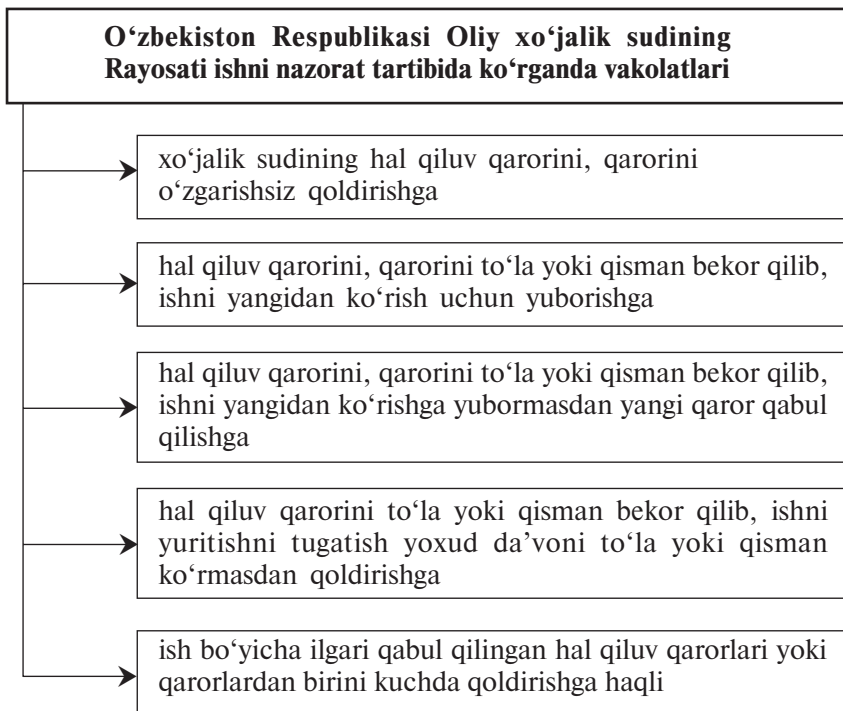 O‘zbekiston Respublikasi Oliy xo‘jalik sudining
Rayosati ishni nazorat tartibida ko‘rganda vakolatlari
xo‘jalik sudining hal qiluv qarorini, qarorini
o‘zgarishsiz qoldirishga
hal qiluv qarorini, qarorini to‘la yoki qisman bekor qilib,
ishni yangidan ko‘rish uchun yuborishga
hal qiluv qarorini, qarorini to‘la yoki qisman bekor qilib,
ishni yangidan ko‘rishga yubormasdan yangi qaror qabul
qilishga
hal qiluv qarorini to‘la yoki qisman bekor qilib, ishni
yuritishni tugatish yoxud da’voni to‘la yoki qisman
ko‘rmasdan qoldirishga
ish bo‘yicha ilgari qabul qilingan hal qiluv qarorlari yoki
qarorlardan birini kuchda qoldirishga haqli